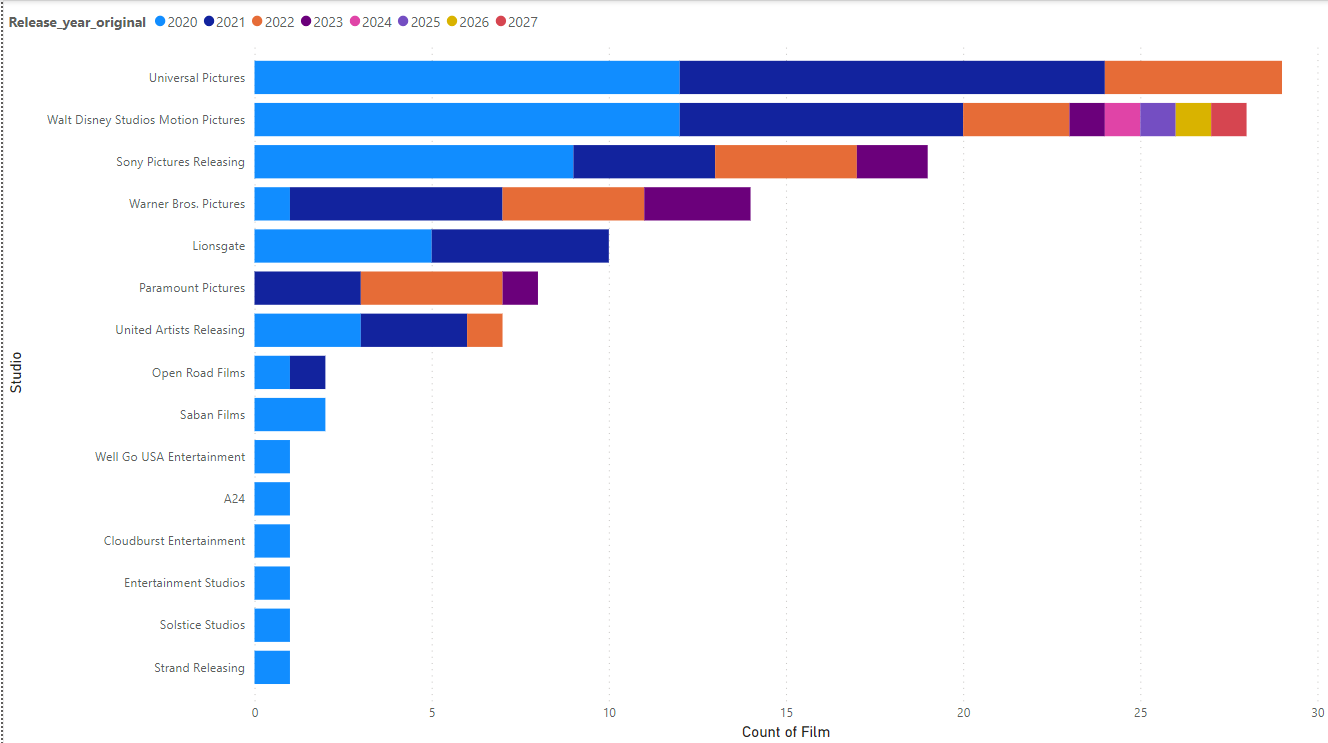 Release_year_original 2020 2021 2022 2023 2024 2025 2026 2027
Universal Pictures
Walt Disney Studios Motion Pictures
Sony Pictures Releasing
Warner Bros. Pictures
Lionsgate
Paramount Pictures
United Artists Releasing
Open Road Films
Saban Films
Well Go USA Entertainment
A24
Cloudburst Entertainment
Entertainment Studios
Solstice Studios
Strand Releasing
Studio
0 5 10 15 20 25 30
Count of Film